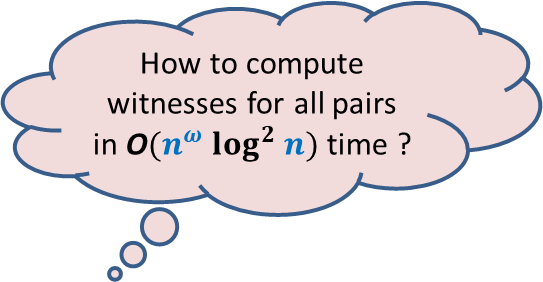 How to compute
witnesses for all pairs
in O(n^ω log² n) time ?